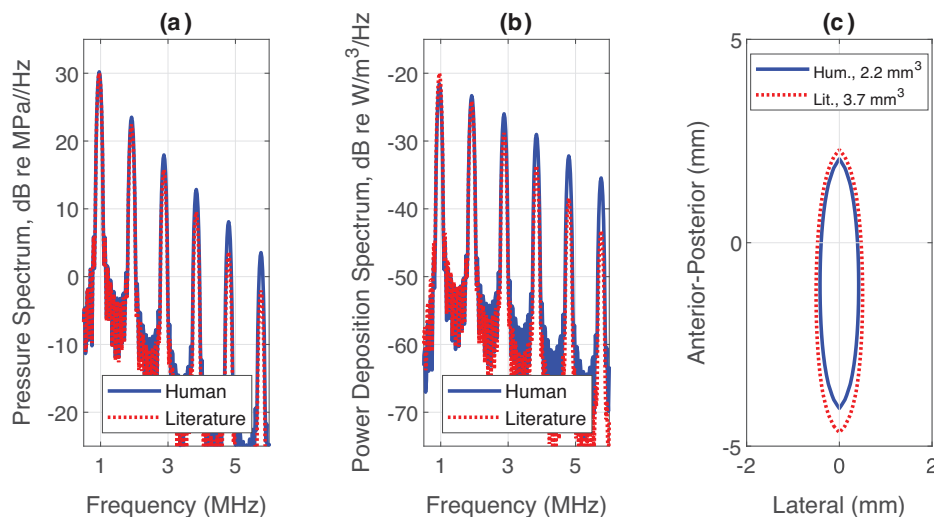 (a)
Pressure Spectrum, dB re MPa//Hz
30
20
10
0
-10
-20
Human
Literature
1
3
5
Frequency (MHz)
(b)
Power Deposition Spectrum, dB re W/m³/Hz
-20
-30
-40
-50
-60
-70
Human
Literature
1
3
5
Frequency (MHz)
(c)
Anterior-Posterior (mm)
5
0
-5
Hum., 2.2 mm³
Lit., 3.7 mm³
-2
0
2
Lateral (mm)